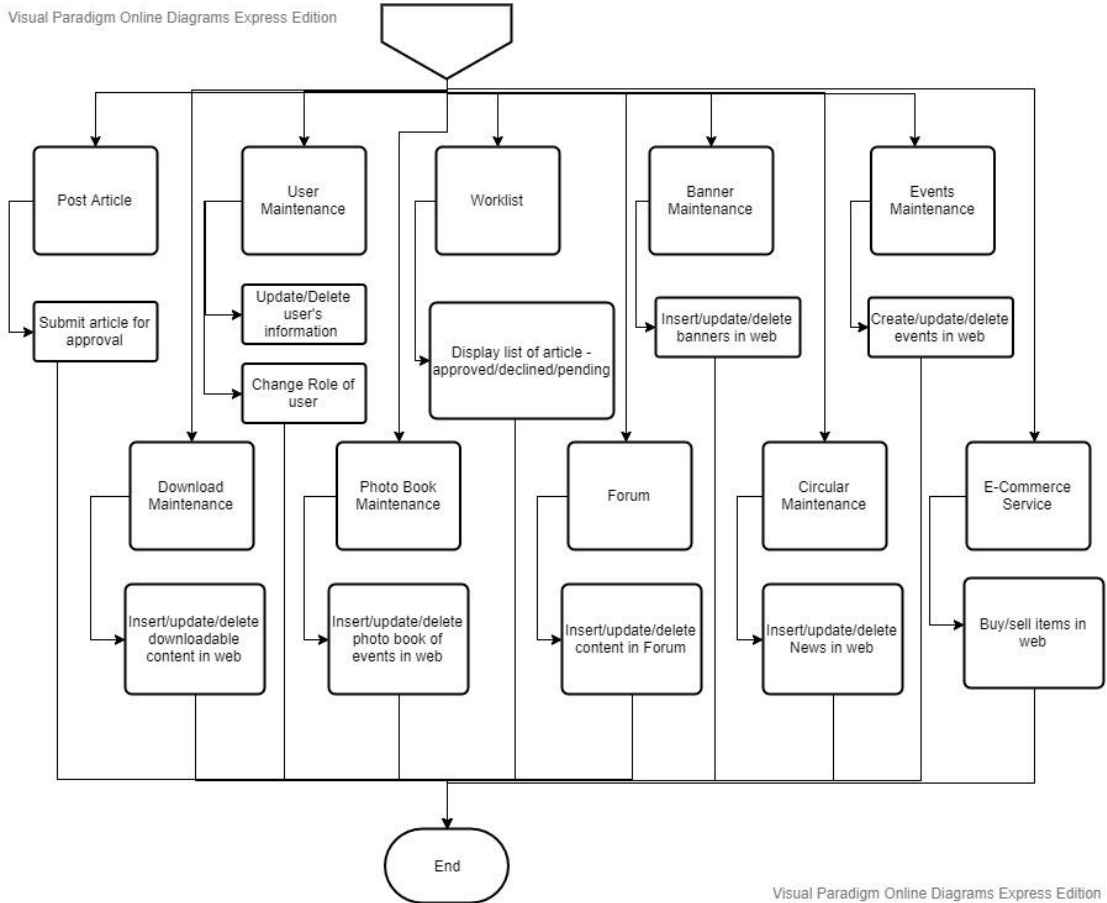 Visual Paradigm Online Diagrams Express Edition
Post Article
User
Maintenance
Worklist
Banner
Maintenance
Events
Maintenance
Submit article for
approval
Update/Delete
user's
information
Change Role of
user
Display list of article -
approved/declined/pending
Insert/update/delete
banners in web
Create/update/delete
events in web
Download
Maintenance
Photo Book
Maintenance
Forum
Circular
Maintenance
E-Commerce
Service
Insert/update/delete
downloadable
content in web
Insert/update/delete
photo book of
events in web
Insert/update/delete
content in Forum
Insert/update/delete
News in web
Buy/sell items in
web
End
Visual Paradigm Online Diagrams Express Edition